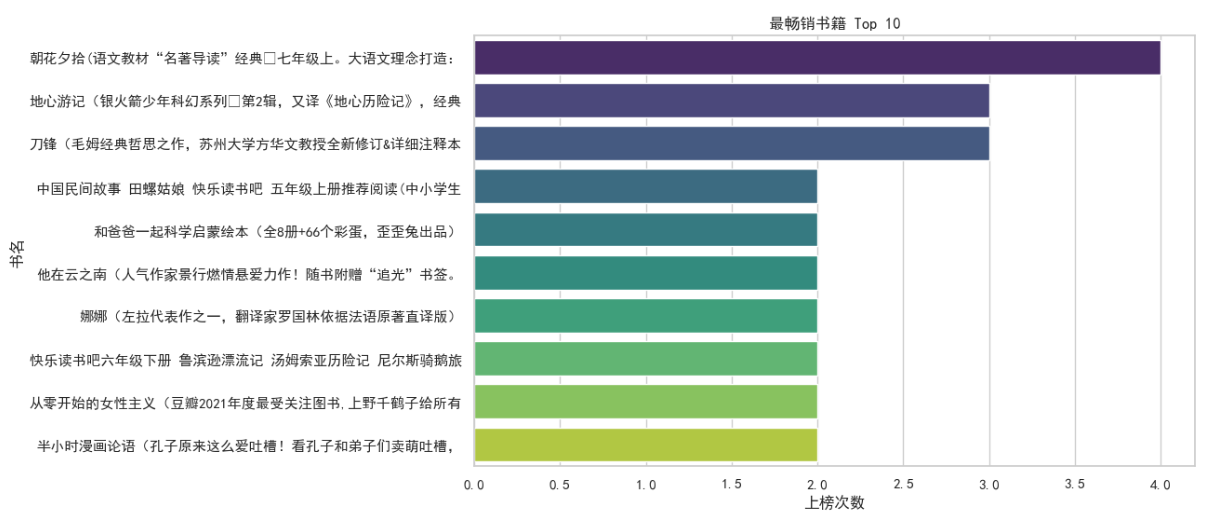 最畅销书籍 Top 10
朝花夕拾(语文教材“名著导读”经典□七年级上。大语文理念打造：
地心游记（银火箭少年科幻系列□第2辑，又译《地心历险记》，经典
刀锋（毛姆经典哲思之作，苏州大学方华文教授全新修订&详细注释本
中国民间故事 田螺姑娘 快乐读书吧 五年级上册推荐阅读(中小学生
和爸爸一起科学启蒙绘本（全8册+66个彩蛋，歪歪兔出品）
他在云之南（人气作家景行燃情悬爱力作！随书附赠“追光”书签。
娜娜（左拉代表作之一，翻译家罗国林依据法语原著直译版）
快乐读书吧六年级下册 鲁滨逊漂流记 汤姆索亚历险记 尼尔斯骑鹅旅
从零开始的女性主义（豆瓣2021年度最受关注图书,上野千鹤子给所有
半小时漫画论语（孔子原来这么爱吐槽！看孔子和弟子们卖萌吐槽，
书名
0.0 0.5 1.0 1.5 2.0 2.5 3.0 3.5 4.0
上榜次数